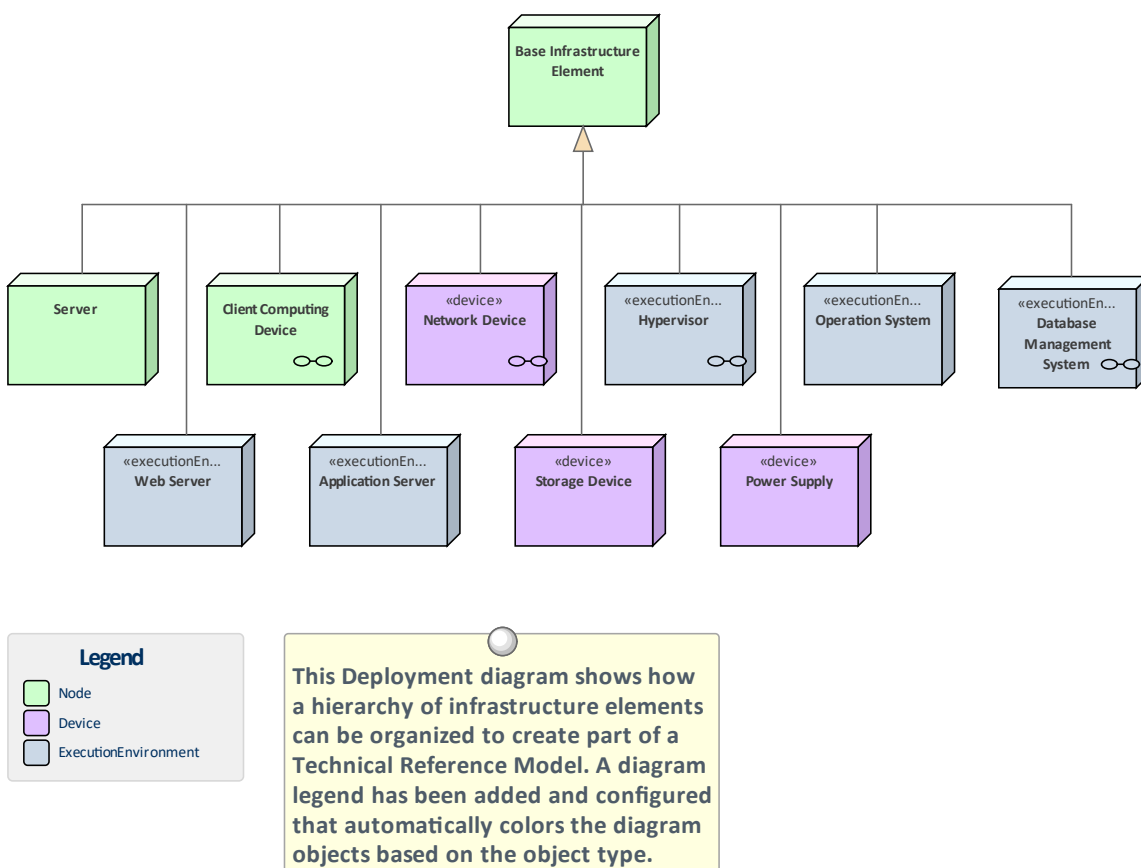 Base Infrastructure
Element
Server
Client Computing
Device
«device»
Network Device
«executionEn...
Hypervisor
«executionEn...
Operation System
«executionEn...
Database
Management
System
«executionEn...
Web Server
«executionEn...
Application Server
«device»
Storage Device
«device»
Power Supply
Legend
Node
Device
ExecutionEnvironment
This Deployment diagram shows how
a hierarchy of infrastructure elements
can be organized to create part of a
Technical Reference Model. A diagram
legend has been added and configured
that automatically colors the diagram
objects based on the object type.